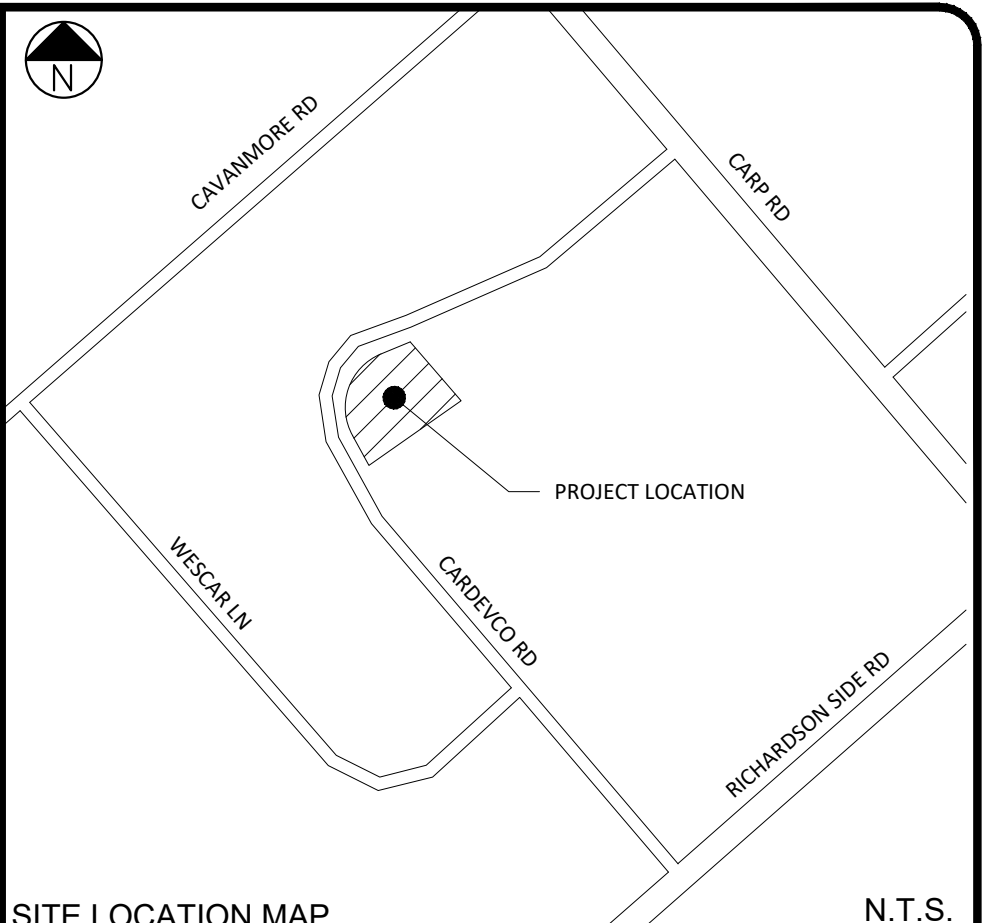 N
CAVANMORE RD
CARP RD
PROJECT LOCATION
WESCAR LN
CARDEVCO RD
RICHARDSON SIDE RD
SITE LOCATION MAP
N.T.S.